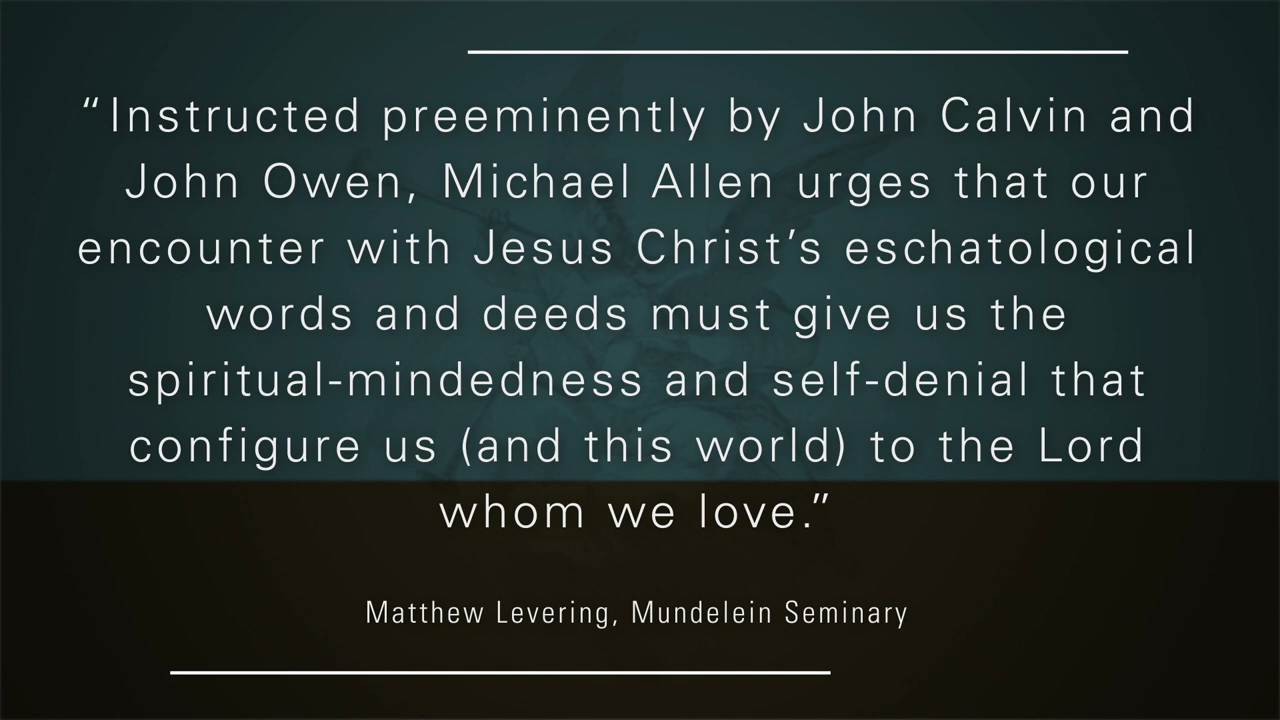 “Instructed preeminently by John Calvin and
John Owen, Michael Allen urges that our
encounter with Jesus Christ’s eschatological
words and deeds must give us the
spiritual-mindedness and self-denial that
configure us (and this world) to the Lord
whom we love.”
Matthew Levering, Mundelein Seminary